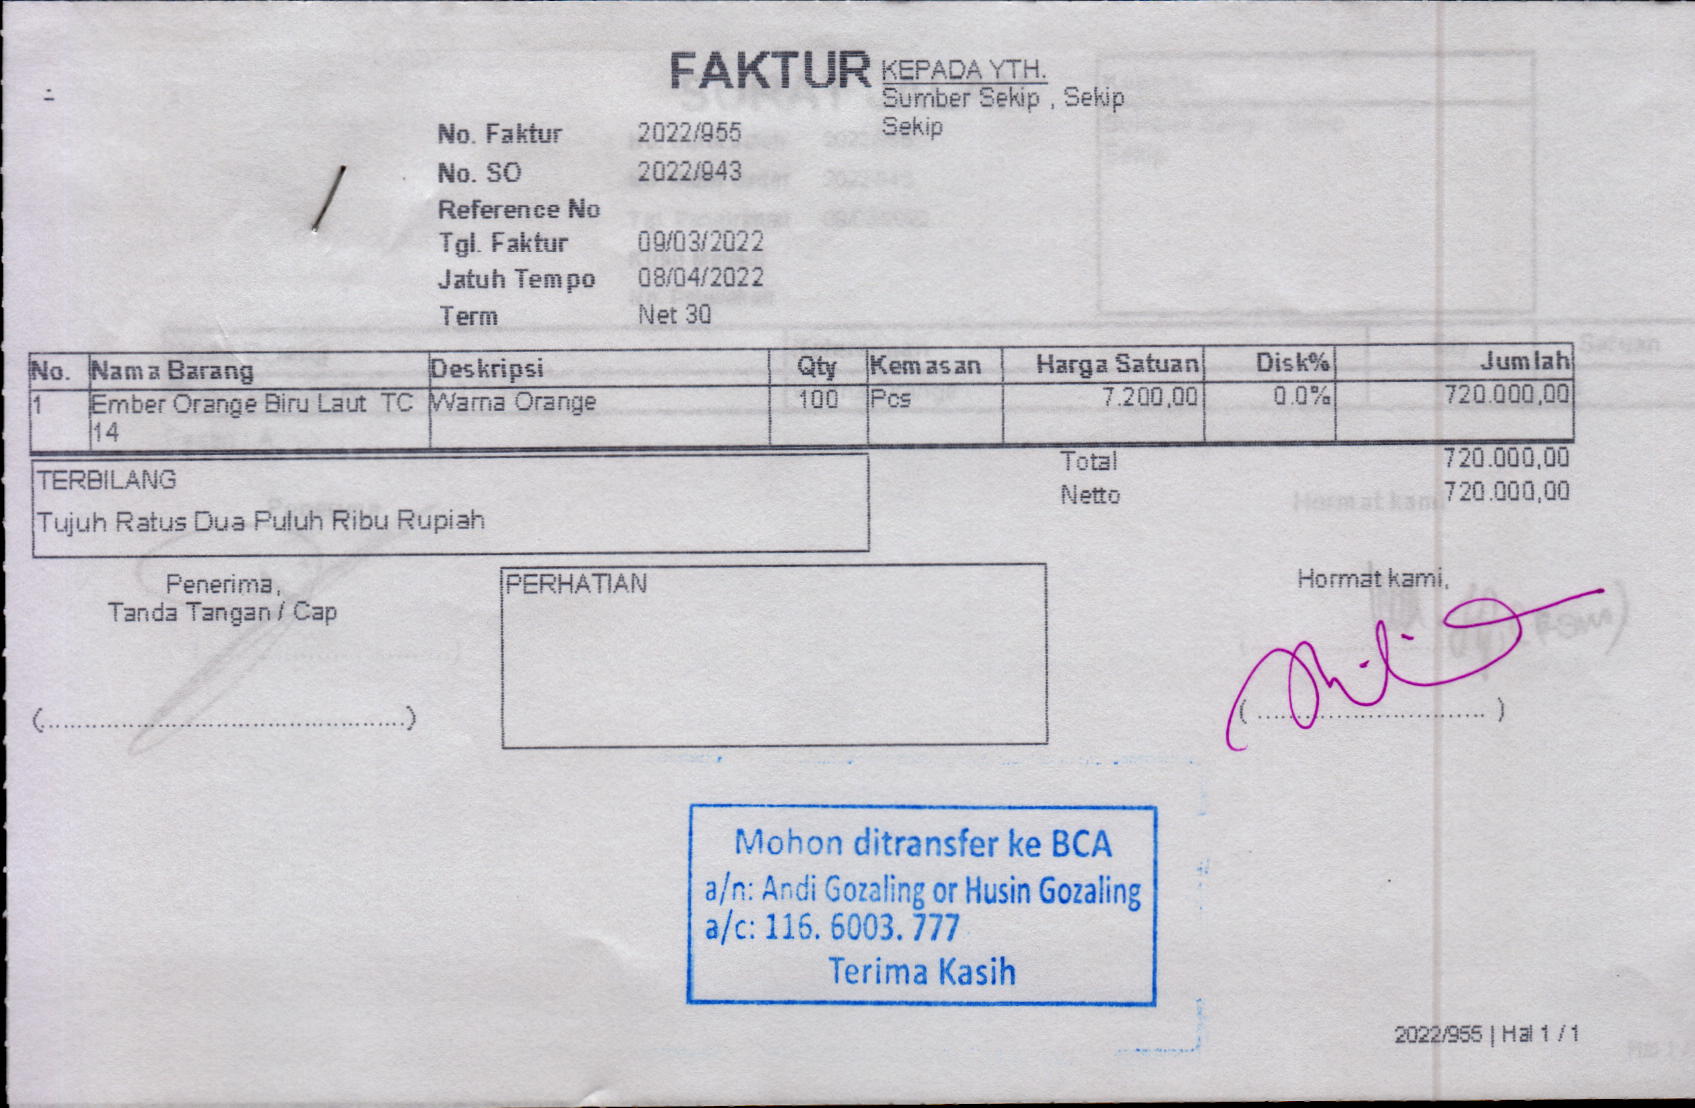 FAKTUR
KEPADA YTH.
Sumber Sekip , Sekip
Sekip
No. Faktur 2022/955
No. SO 2022/943
Reference No
Tgl. Faktur 09/03/2022
Jatuh Tempo 08/04/2022
Term Net 30
No. Nama Barang Deskripsi Qty Kemasan Harga Satuan Disk% Jumlah
1 Ember Orange Biru Laut TC Warna Orange 100 Pcs 7.200,00 0.0% 720.000,00
14
Total 720.000,00
Netto 720.000,00
TERBILANG
Tujuh Ratus Dua Puluh Ribu Rupiah
Penerima,
Tanda Tangan / Cap
(..............................................)
PERHATIAN
Hormat kami,
( ............................. )
Mohon ditransfer ke BCA
a/n: Andi Gozaling or Husin Gozaling
a/c: 116. 6003. 777
Terima Kasih
2022/955 | Hal 1 / 1